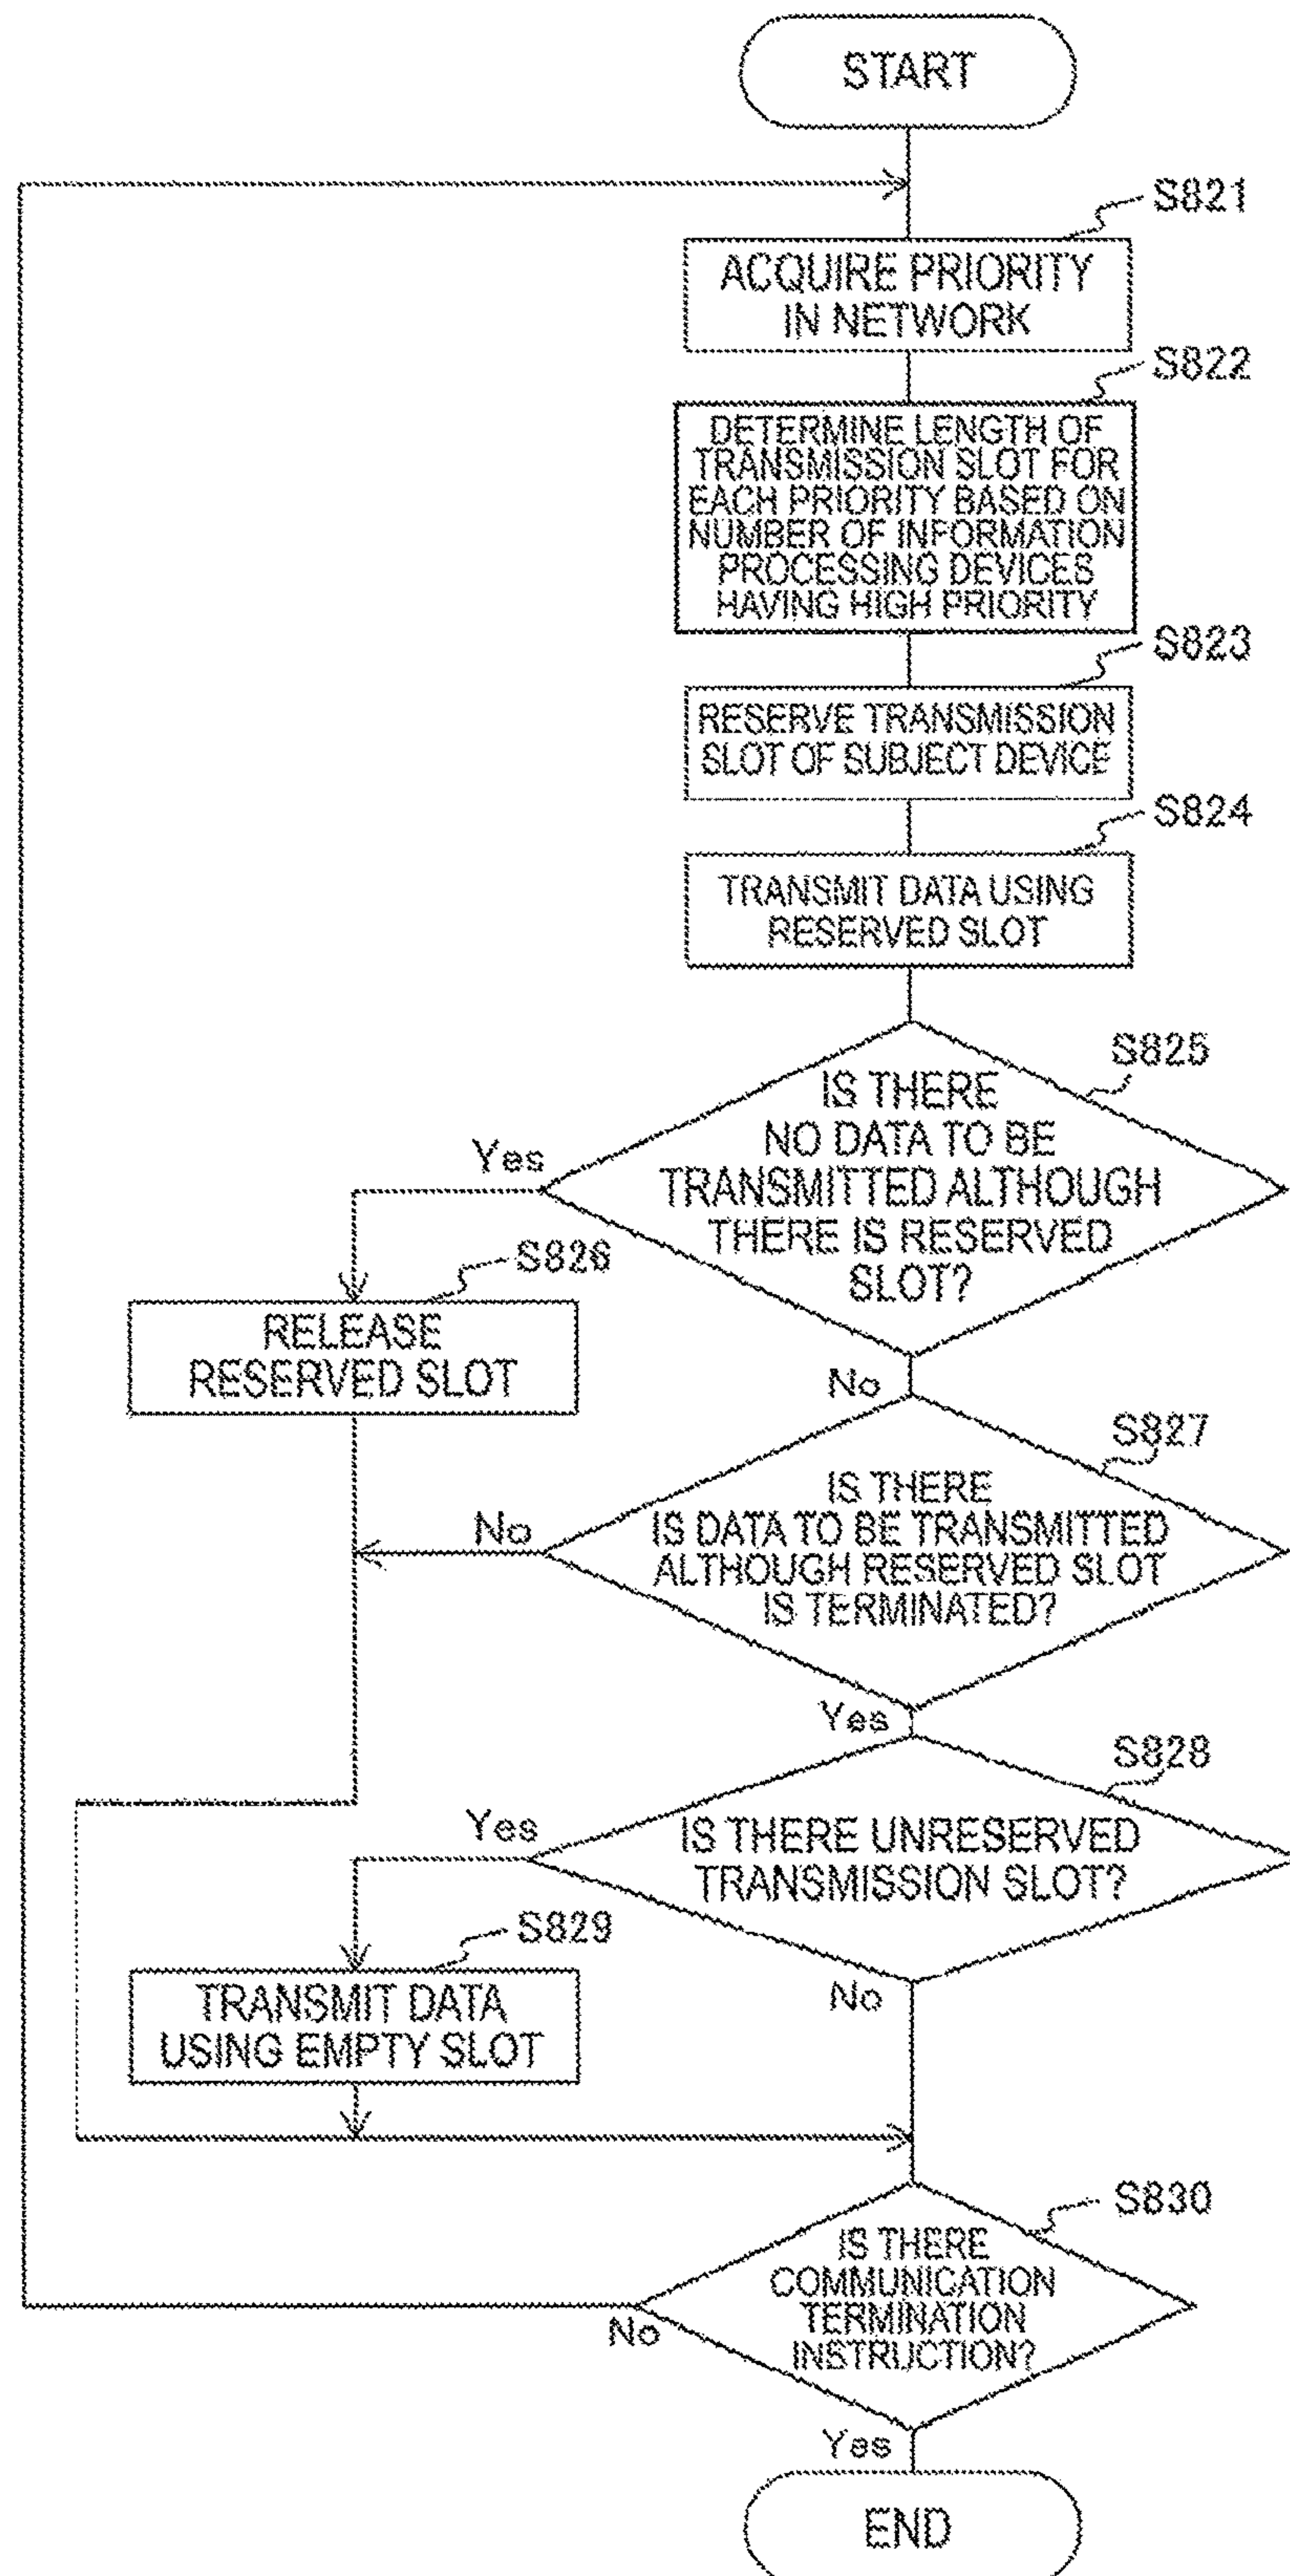 START
S821
ACQUIRE PRIORITY
IN NETWORK
S822
DETERMINE LENGTH OF
TRANSMISSION SLOT FOR
EACH PRIORITY BASED ON
NUMBER OF INFORMATION
PROCESSING DEVICES
HAVING HIGH PRIORITY
S823
RESERVE TRANSMISSION
SLOT OF SUBJECT DEVICE
S824
TRANSMIT DATA USING
RESERVED SLOT
S825
IS THERE
NO DATA TO BE
TRANSMITTED ALTHOUGH
THERE IS RESERVED
SLOT?
Yes
S826
RELEASE
RESERVED SLOT
No
S827
IS THERE
IS DATA TO BE TRANSMITTED
ALTHOUGH RESERVED SLOT
IS TERMINATED?
No
Yes
S828
IS THERE UNRESERVED
TRANSMISSION SLOT?
Yes
S829
TRANSMIT DATA
USING EMPTY SLOT
No
S830
IS THERE
COMMUNICATION
TERMINATION
INSTRUCTION?
No
Yes
END